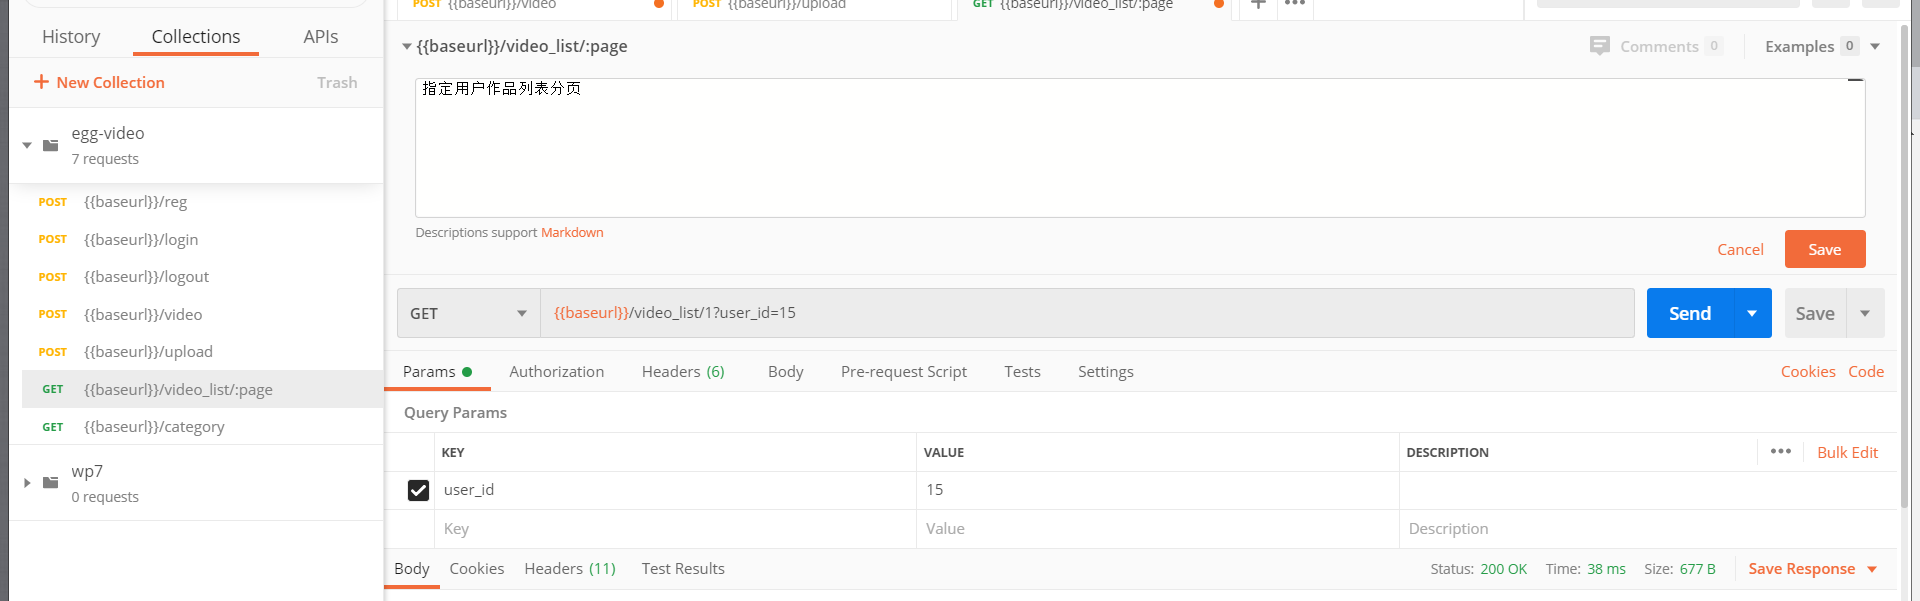 POST {{baseurl}}/video
POST {{baseurl}}/upload
GET {{baseurl}}/video_list/:page
History Collections APIs
{{baseurl}}/video_list/:page
Comments 0
Examples 0
New Collection Trash
指定用户作品列表分页
egg-video
7 requests
POST {{baseurl}}/reg
POST {{baseurl}}/login
POST {{baseurl}}/logout
POST {{baseurl}}/video
POST {{baseurl}}/upload
GET {{baseurl}}/video_list/:page
GET {{baseurl}}/category
wp7
0 requests
Descriptions support Markdown
Cancel Save
GET {{baseurl}}/video_list/1?user_id=15 Send Save
Params Authorization Headers (6) Body Pre-request Script Tests Settings Cookies Code
Query Params
KEY VALUE DESCRIPTION Bulk Edit
user_id 15
Key Value Description
Body Cookies Headers (11) Test Results Status: 200 OK Time: 38 ms Size: 677 B Save Response